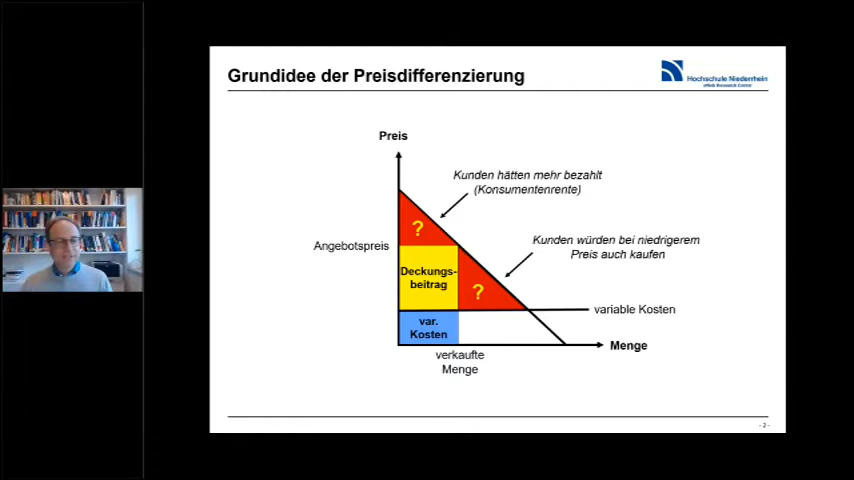 Grundidee der Preisdifferenzierung
Hochschule Niederrhein
eWeb Research Center
Preis
Kunden hätten mehr bezahlt
(Konsumentenrente)
?
Kunden würden bei niedrigerem
Preis auch kaufen
Angebotspreis
Deckungs-
beitrag
?
variable Kosten
var.
Kosten
Menge
verkaufte
Menge
- 2 -